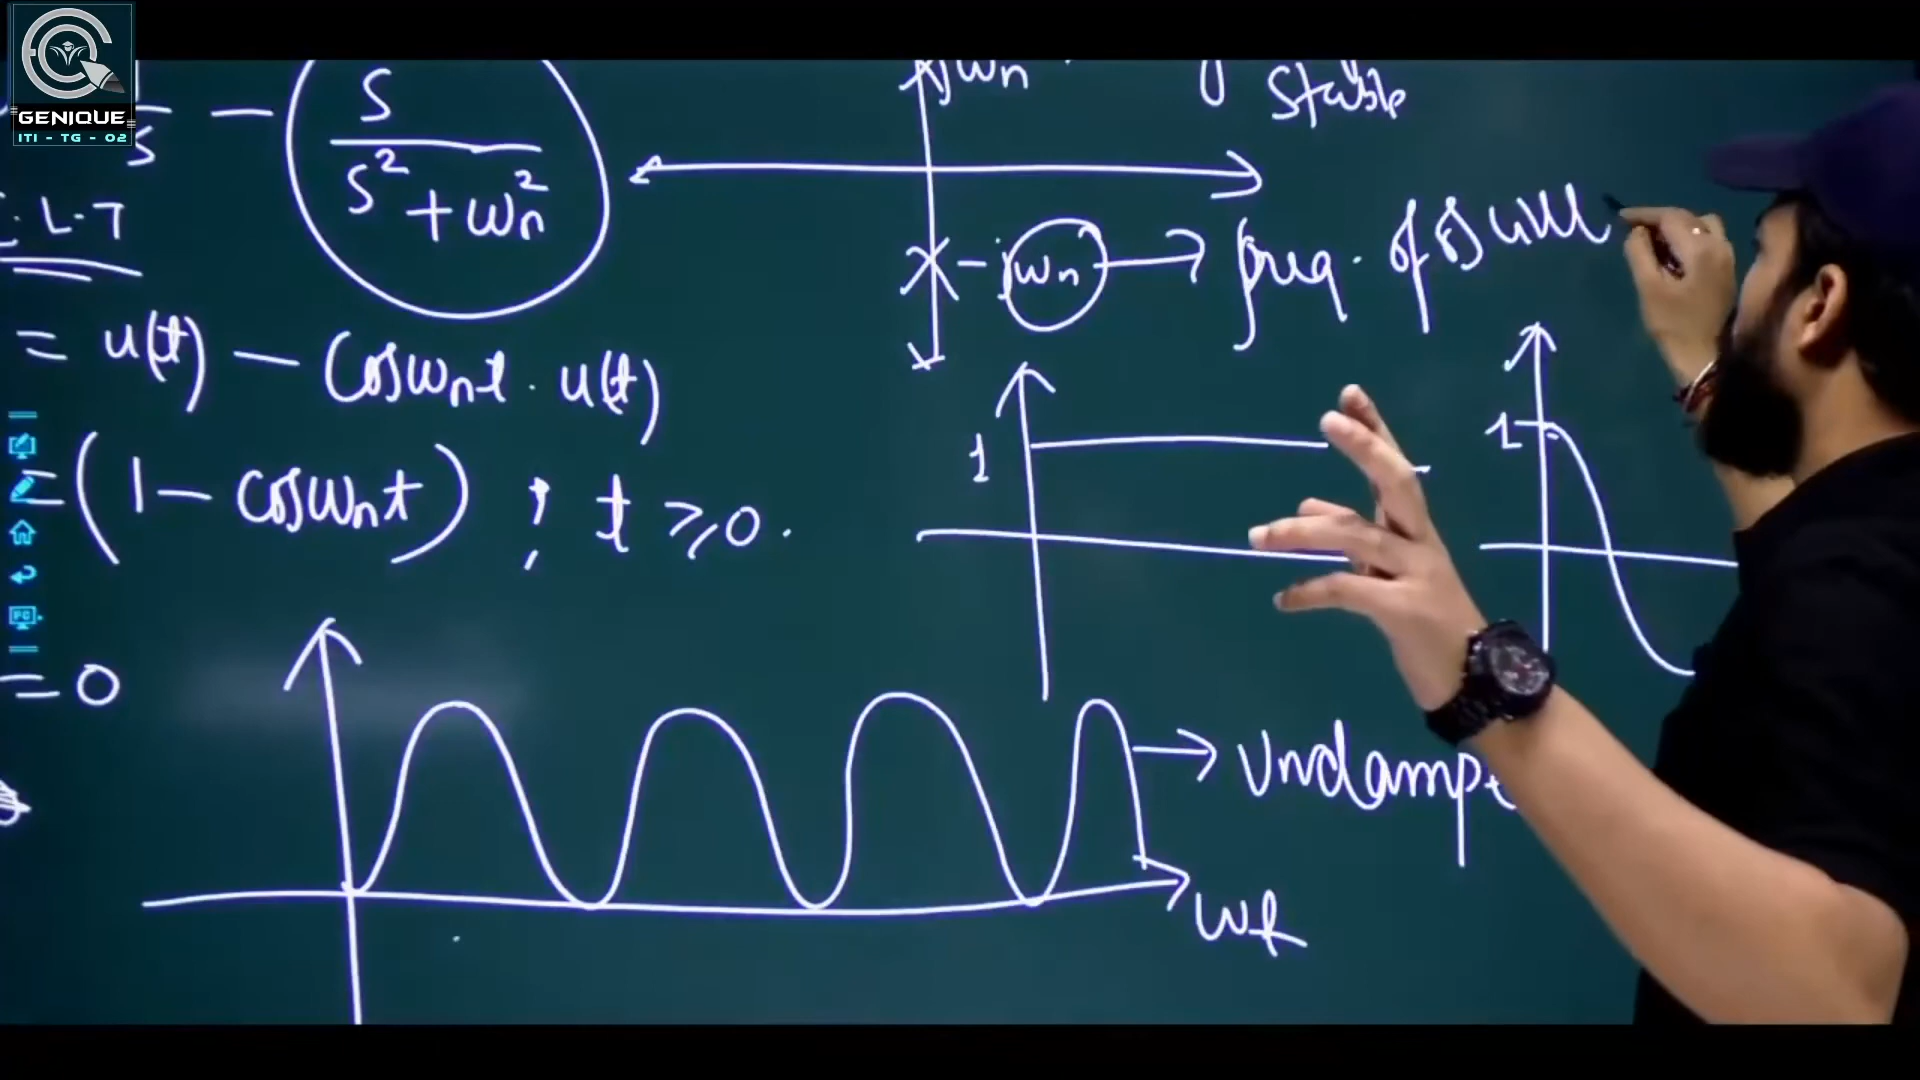 GENIQUE
ITI - TG - 02
S — S / (S² + ωn²)
I.L.T
= u(t) — cosωnt . u(t)
= (1 — cosωnt) ; t ⩾ 0.
= 0
jωn
Stable
-jωn → freq. of
1
1
→ Undamp
ωt